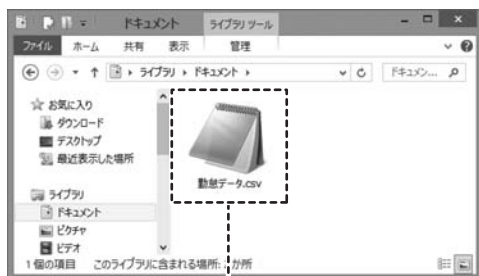 ドキュメント
ライブラリ ツール
ファイル
ホーム
共有
表示
管理
ライブラリ ▸ ドキュメント ▸
ドキュメン...
お気に入り
ダウンロード
デスクトップ
最近表示した場所
勤怠データ.csv
ライブラリ
ドキュメント
ピクチャ
ビデオ
1 個の項目
このライブラリに含まれる場所:
か所